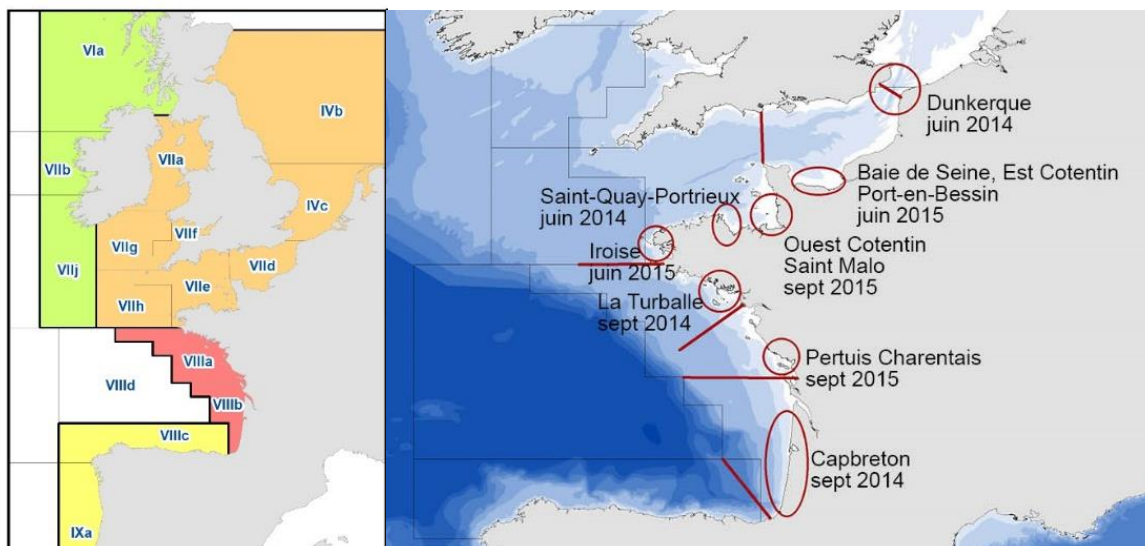 VIa
IVb
VIIa
VIIb
IVc
VIIg
VIIf
VIIj
VIId
VIIe
VIIh
VIIIa
VIIId
VIIIb
VIIIc
IXa
Dunkerque
juin 2014
Baie de Seine, Est Cotentin
Port-en-Bessin
juin 2015
Saint-Quay-Portrieux
juin 2014
Ouest Cotentin
Saint Malo
sept 2015
Iroise
juin 2015
La Turballe
sept 2014
Pertuis Charentais
sept 2015
Capbreton
sept 2014